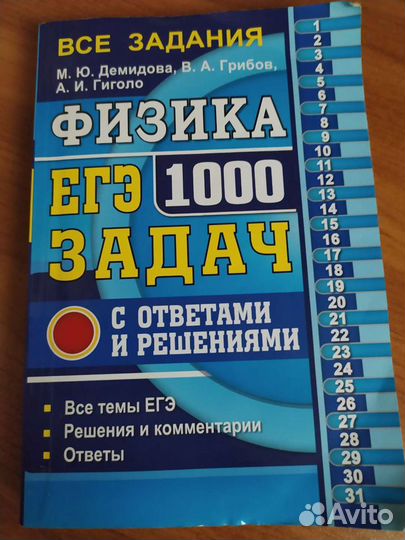 ВСЕ ЗАДАНИЯ
М. Ю. Демидова, В. А. Грибов,
А. И. Гиголо
ФИЗИКА
ЕГЭ 1000
ЗАДАЧ
С ОТВЕТАМИ
И РЕШЕНИЯМИ
Все темы ЕГЭ
Решения и комментарии
Ответы
1
2
3
4
5
6
7
8
9
10
11
12
13
14
15
16
17
18
19
20
21
22
23
24
25
26
27
28
29
30
31
Avito